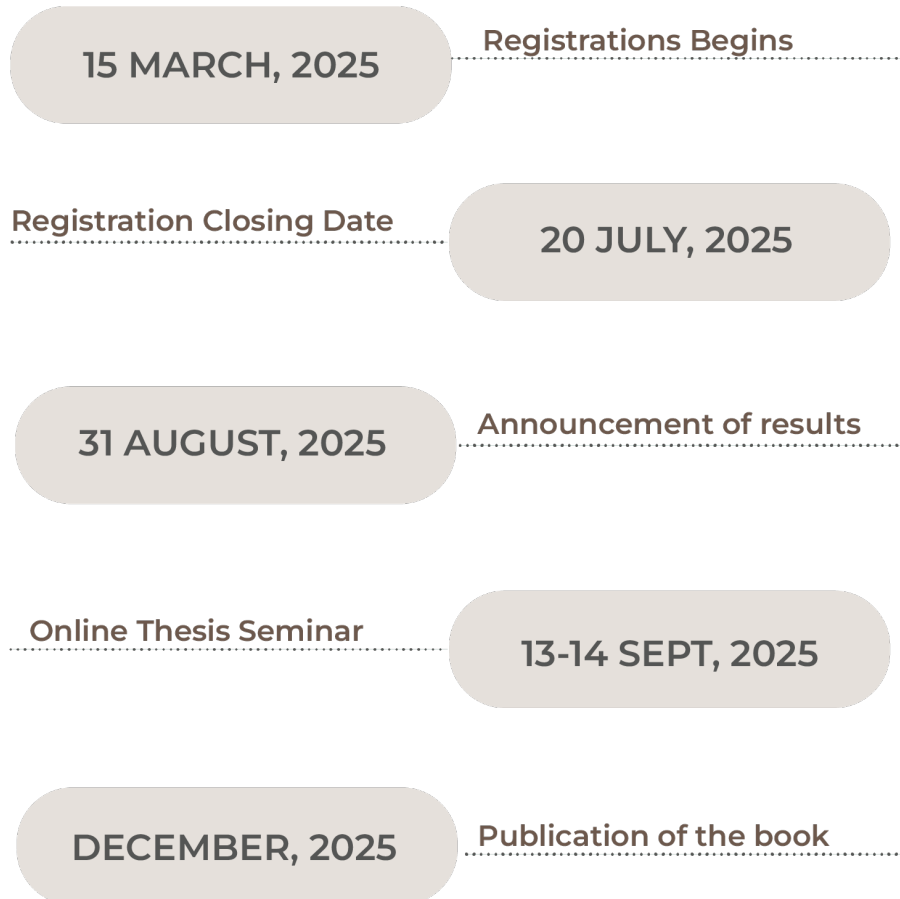 15 MARCH, 2025
Registrations Begins
Registration Closing Date
20 JULY, 2025
31 AUGUST, 2025
Announcement of results
Online Thesis Seminar
13-14 SEPT, 2025
DECEMBER, 2025
Publication of the book